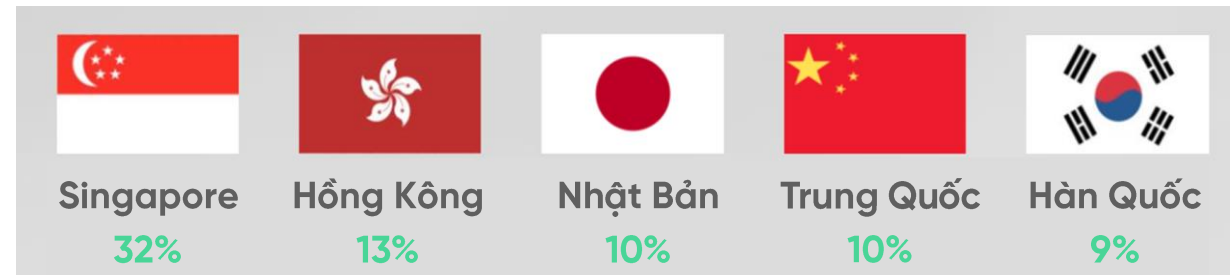 Singapore Hồng Kông Nhật Bản Trung Quốc Hàn Quốc
32% 13% 10% 10% 9%